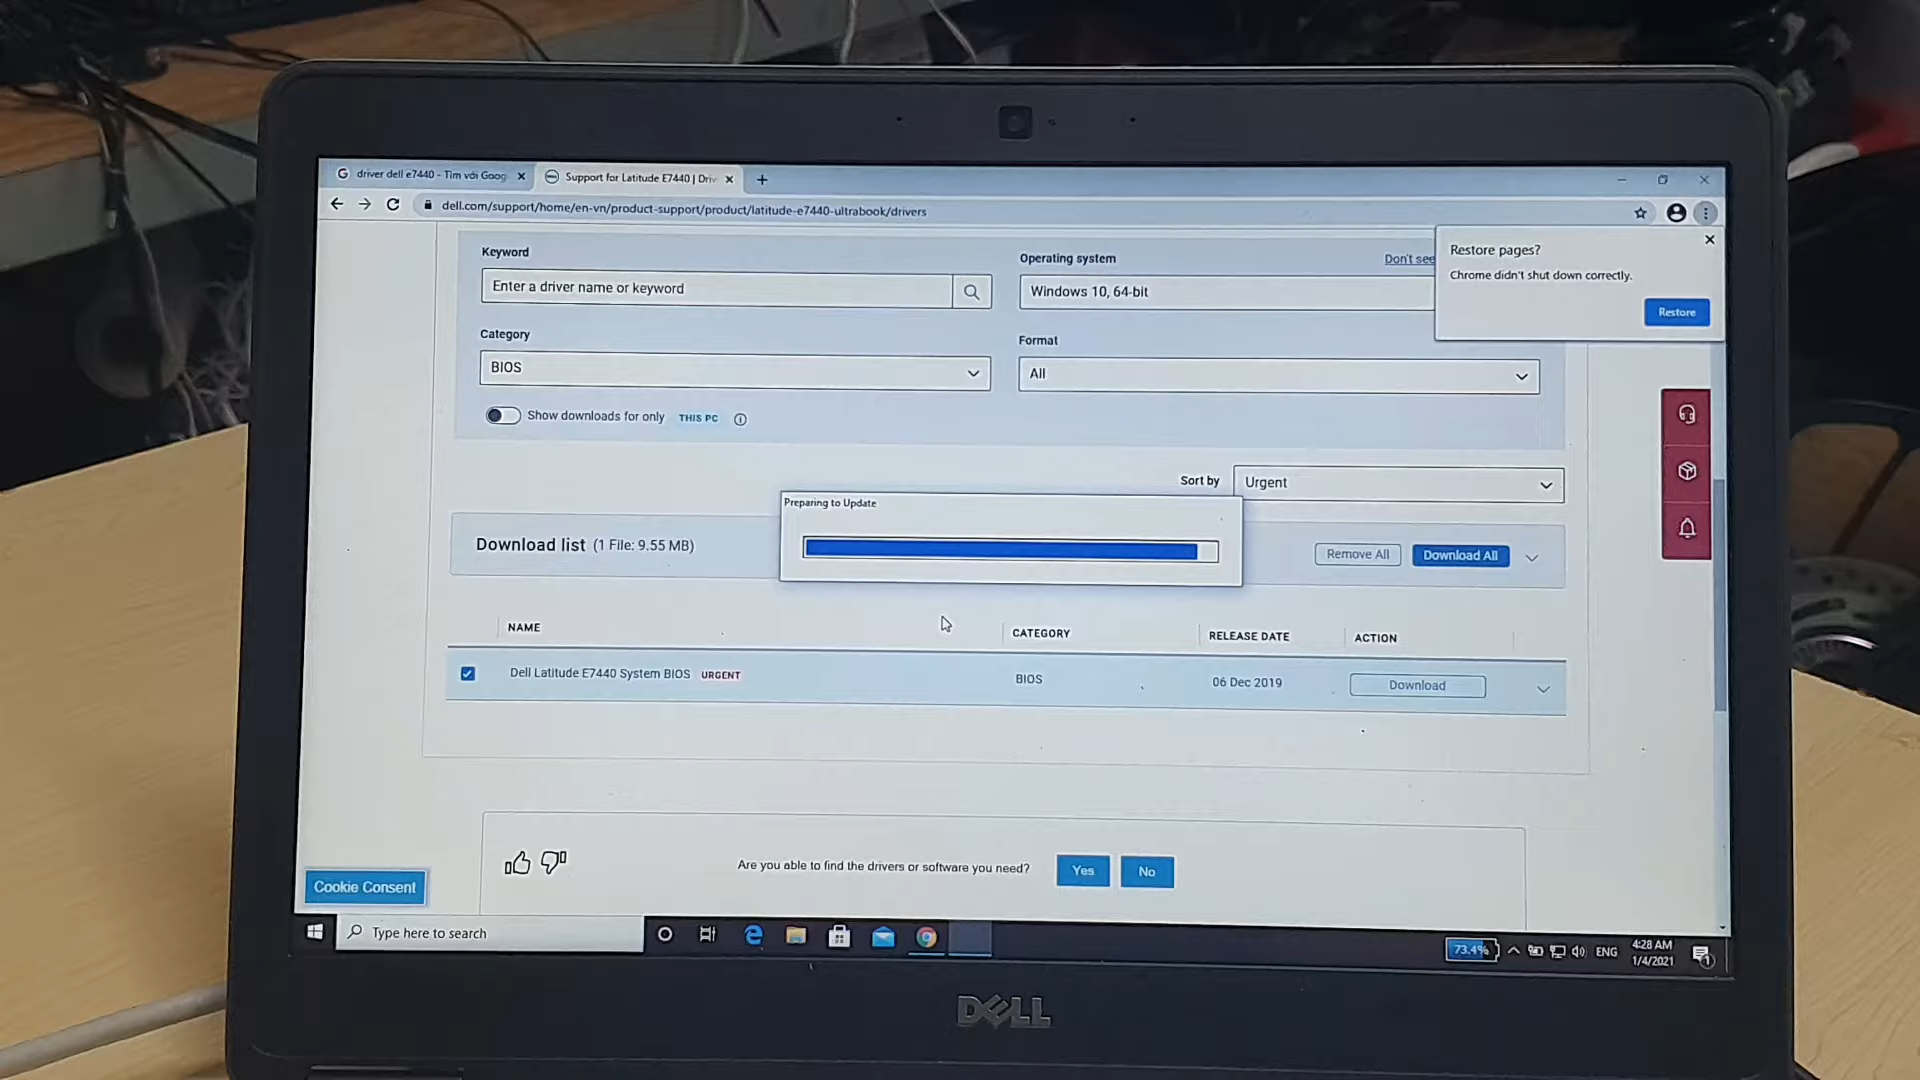 driver dell e7440 - Tìm với Goog
Support for Latitude E7440 | Driv
dell.com/support/home/en-vn/product-support/product/latitude-e7440-ultrabook/drivers
Restore pages?
Chrome didn't shut down correctly.
Restore
Keyword
Enter a driver name or keyword
Operating system
Don't see
Windows 10, 64-bit
Category
BIOS
Format
All
Show downloads for only THIS PC
Sort by
Urgent
Preparing to Update
Download list (1 File: 9.55 MB)
Remove All
Download All
NAME
CATEGORY
RELEASE DATE
ACTION
Dell Latitude E7440 System BIOS URGENT
BIOS
06 Dec 2019
Download
Are you able to find the drivers or software you need?
Yes
No
Cookie Consent
Type here to search
73.4%
ENG
4:28 AM
1/4/2021
1
DELL